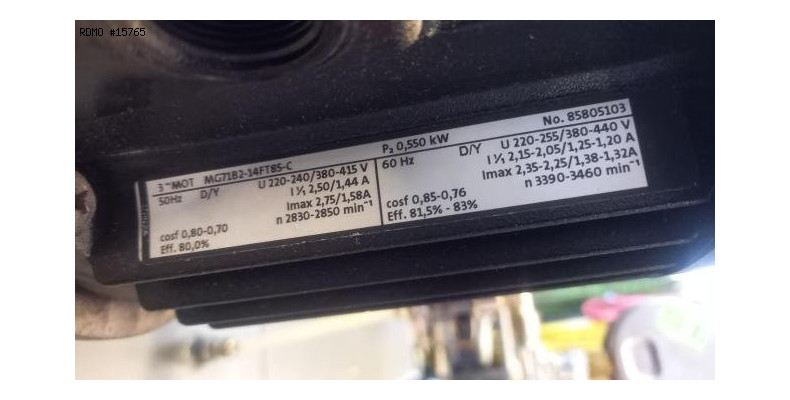 RDMO #15765
3~MOT MG71B2-14FT85-C P₂ 0,550 kW No. 85805103
50Hz D/Y U 220-240/380-415 V
I ¹/₁ 2,50/1,44 A
Imax 2,75/1,58A
n 2830-2850 min⁻¹
cosf 0,80-0,70
Eff. 80,0%
60 Hz D/Y U 220-255/380-440 V
I ¹/₁ 2,15-2,05/1,25-1,20 A
Imax 2,35-2,25/1,38-1,32A
n 3390-3460 min⁻¹
cosf 0,85-0,76
Eff. 81,5% - 83%